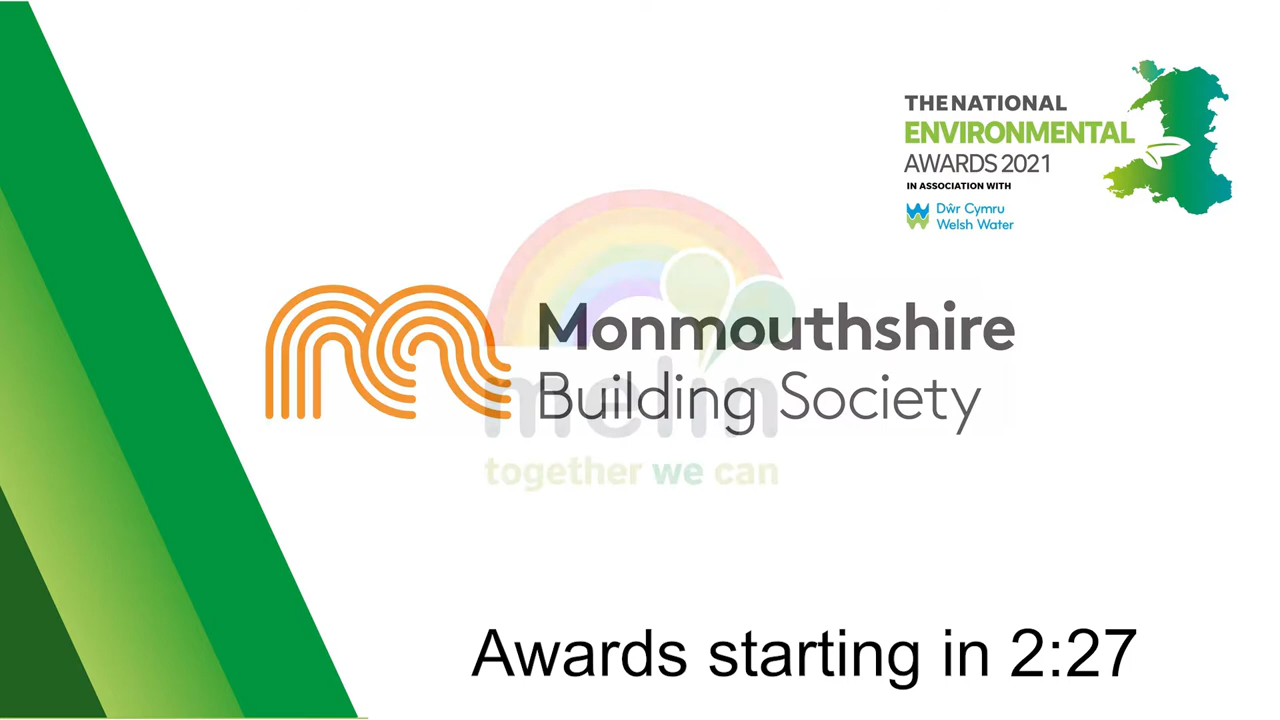 THE NATIONAL
ENVIRONMENTAL
AWARDS 2021
IN ASSOCIATION WITH
Dŵr Cymru
Welsh Water
Monmouthshire
Building Society
melin
together we can
Awards starting in 2:27